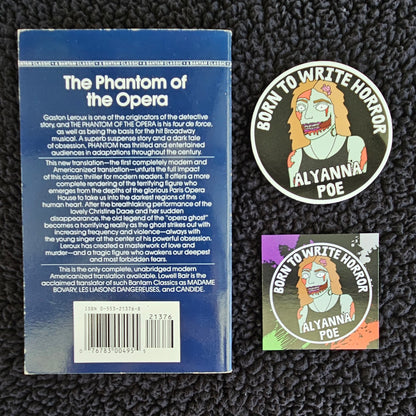 A BANTAM CLASSIC • A BANTAM CLASSIC • A BANTAM CLASSIC • A BANTAM CLASSIC
The Phantom of
the Opera
Gaston Leroux is one of the originators of the detective
story, and THE PHANTOM OF THE OPERA is his tour de force,
as well as being the basis for the hit Broadway
musical. A superb suspense story and a dark tale
of obsession, PHANTOM has thrilled and entertained
audiences in adaptations throughout the century.
This new translation—the first completely modern and
Americanized translation—unfurls the full impact
of this classic thriller for modern readers. It offers a more
complete rendering of the terrifying figure who
emerges from the depths of the glorious Paris Opera
House to take us into the darkest regions of the
human heart. After the breathtaking performance of the
lovely Christine Daae and her sudden
disappearance, the old legend of the "opera ghost"
becomes a horrifying reality as the ghost strikes out with
increasing frequency and violence—always with
the young singer at the center of his powerful obsession.
Leroux has created a masterwork of love and
murder—and a tragic figure who awakens our deepest
and most forbidden fears.
This is the only complete, unabridged modern
Americanized translation available. Lowell Bair is the
acclaimed translator of such Bantam Classics as MADAME
BOVARY, LES LIAISONS DANGEREUSES, and CANDIDE.
ISBN 0-553-21376-8
21376
0 76783 00495 5
BORN TO WRITE HORROR
ALYANNA
POE
BORN TO WRITE HORROR
ALYANNA
POE